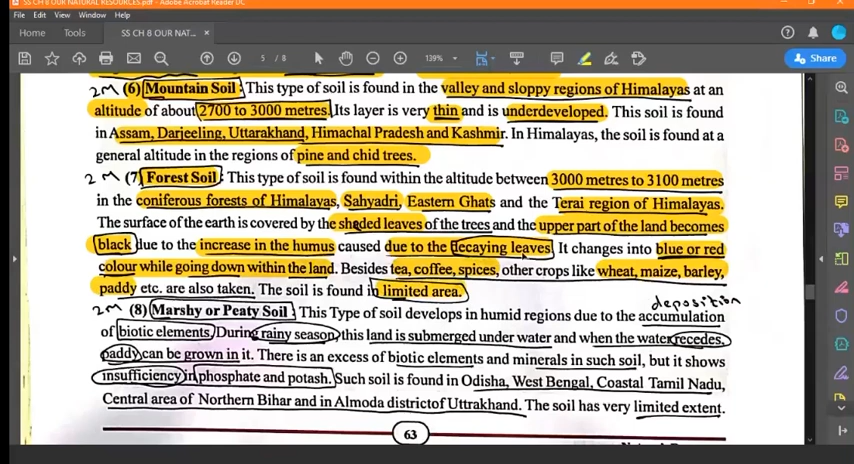 SS CH 8 OUR NATURAL RESOURCES.pdf - Adobe Acrobat Reader DC
File Edit View Window Help
Home Tools SS CH 8 OUR NATUR... ×
5 / 8 139% Share
2M (6) Mountain Soil : This type of soil is found in the valley and sloppy regions of Himalayas at an
altitude of about 2700 to 3000 metres. Its layer is very thin and is underdeveloped. This soil is found
in Assam, Darjeeling, Uttarakhand, Himachal Pradesh and Kashmir. In Himalayas, the soil is found at a
general altitude in the regions of pine and chid trees.
2M (7) Forest Soil : This type of soil is found within the altitude between 3000 metres to 3100 metres
in the coniferous forests of Himalayas, Sahyadri, Eastern Ghats and the Terai region of Himalayas.
The surface of the earth is covered by the sheded leaves of the trees and the upper part of the land becomes
black due to the increase in the humus caused due to the decaying leaves. It changes into blue or red
colour while going down within the land. Besides tea, coffee, spices, other crops like wheat, maize, barley,
paddy etc. are also taken. The soil is found in limited area.
deposition
2M (8) Marshy or Peaty Soil : This Type of soil develops in humid regions due to the accumulation
of biotic elements. During rainy season, this land is submerged under water and when the water recedes,
paddy can be grown in it. There is an excess of biotic elements and minerals in such soil, but it shows
insufficiency in phosphate and potash. Such soil is found in Odisha, West Bengal, Coastal Tamil Nadu,
Central area of Northern Bihar and in Almoda districtof Uttrakhand. The soil has very limited extent.
63